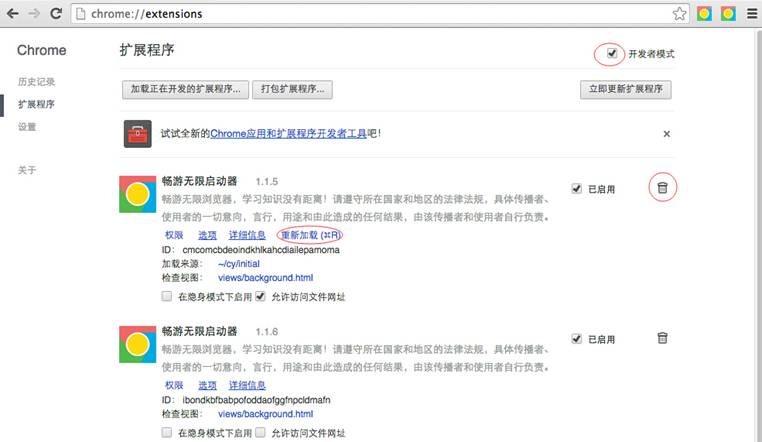 chrome://extensions
Chrome
扩展程序
开发者模式
历史记录
扩展程序
设置
关于
加载正在开发的扩展程序... 打包扩展程序... 立即更新扩展程序
试试全新的Chrome应用和扩展程序开发者工具吧!
畅游无限启动器 1.1.5
畅游无限浏览器,学习知识没有距离!请遵守所在国家和地区的法律法规,具体传播者、
使用者的一切意向,言行,用途和由此造成的任何结果,由该传播者和使用者自行负责。
已启用
权限 选项 详细信息 重新加载 (⌘R)
ID: cmcomcbdeoindkhlkahcdiailepamoma
加载来源: ~/cy/initial
检查视图: views/background.html
在隐身模式下启用 允许访问文件网址
畅游无限启动器 1.1.6
畅游无限浏览器,学习知识没有距离!请遵守所在国家和地区的法律法规,具体传播者、
使用者的一切意向,言行,用途和由此造成的任何结果,由该传播者和使用者自行负责。
已启用
权限 选项 详细信息
ID: ibondkbfbabpofoddaofggfnpcldmafn
检查视图: views/background.html
在隐身模式下启用 允许访问文件网址